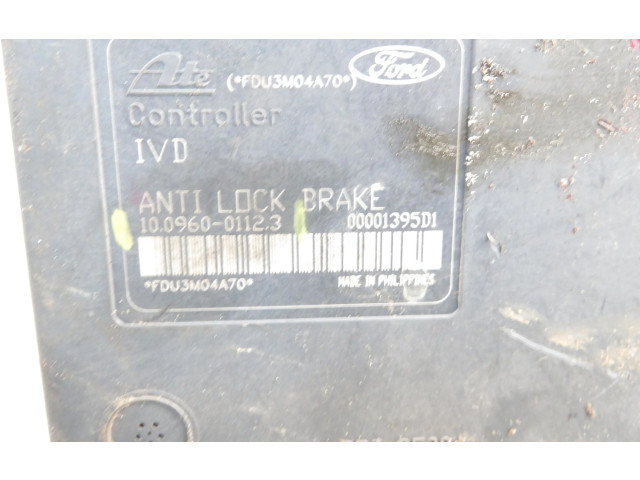 Ate (*FDU3M04A70*) Ford
Controller
IVD
ANTI LOCK BRAKE
10.0960-0112.3 00001395D1
*FDU3M04A70* MADE IN PHILIPPINES